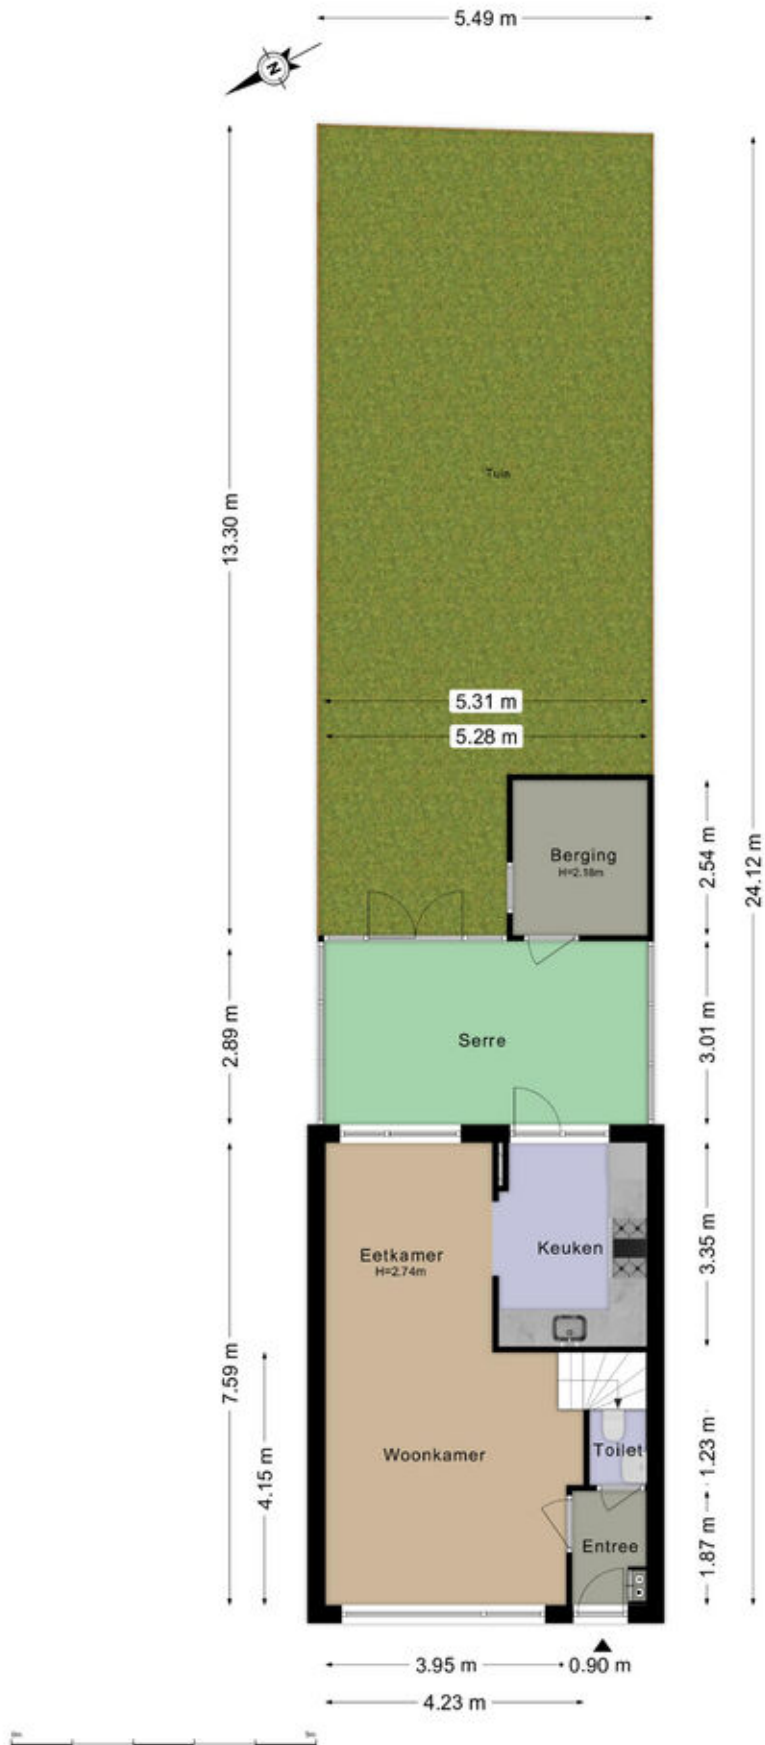 5.49 m
N
13.30 m
24.12 m
Tuin
5.31 m
5.28 m
Berging
H=2.18m
2.54 m
2.89 m
Serre
3.01 m
Eetkamer
H=2.74m
Keuken
3.35 m
7.59 m
4.15 m
Woonkamer
Toilet
1.23 m
Entree
1.87 m
3.95 m
0.90 m
4.23 m